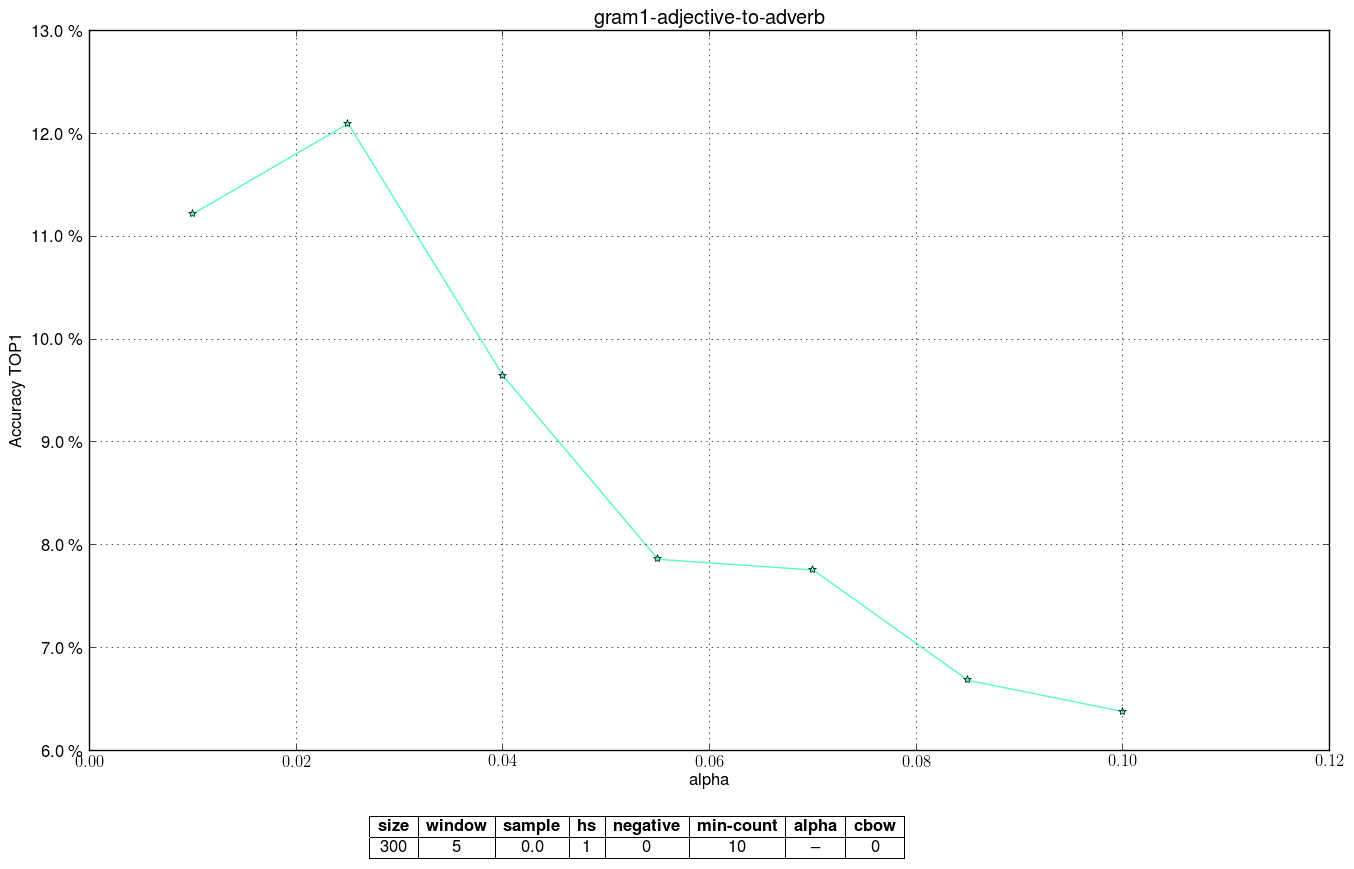 gram1-adjective-to-adverb
13.0 %
12.0 %
11.0 %
10.0 %
9.0 %
8.0 %
7.0 %
6.0 %
Accuracy TOP1
0.00 0.02 0.04 0.06 0.08 0.10 0.12
alpha
size window sample hs negative min-count alpha cbow
300 5 0.0 1 0 10 – 0